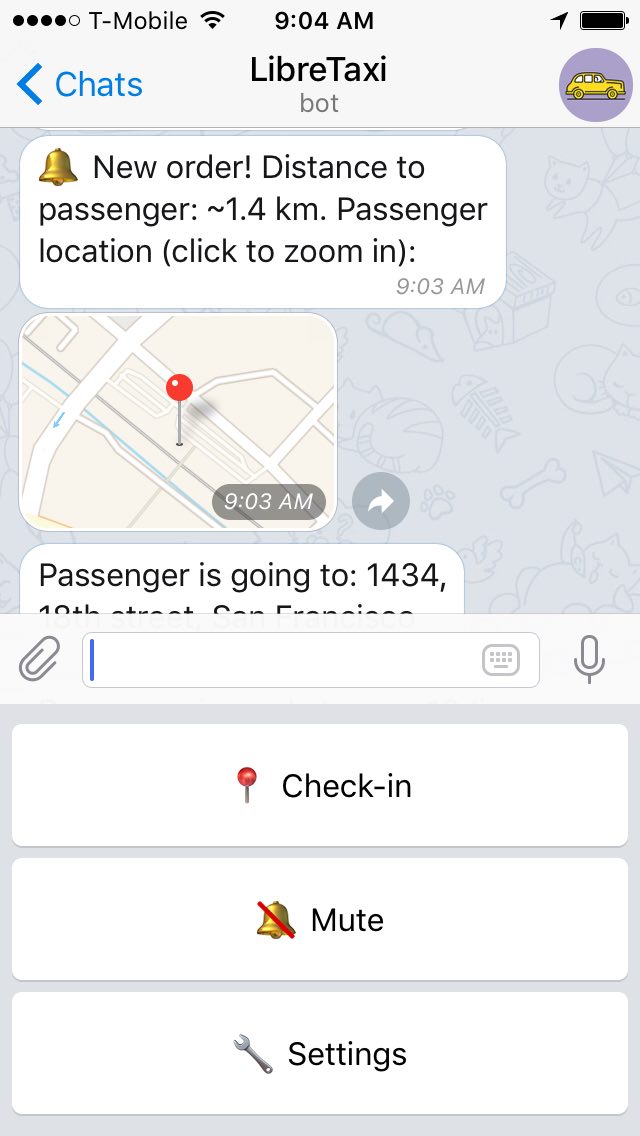 T-Mobile 9:04 AM
Chats
LibreTaxi
bot
New order! Distance to
passenger: ~1.4 km. Passenger
location (click to zoom in):
9:03 AM
9:03 AM
Passenger is going to: 1434,
18th street, San Francisco
Check-in
Mute
Settings